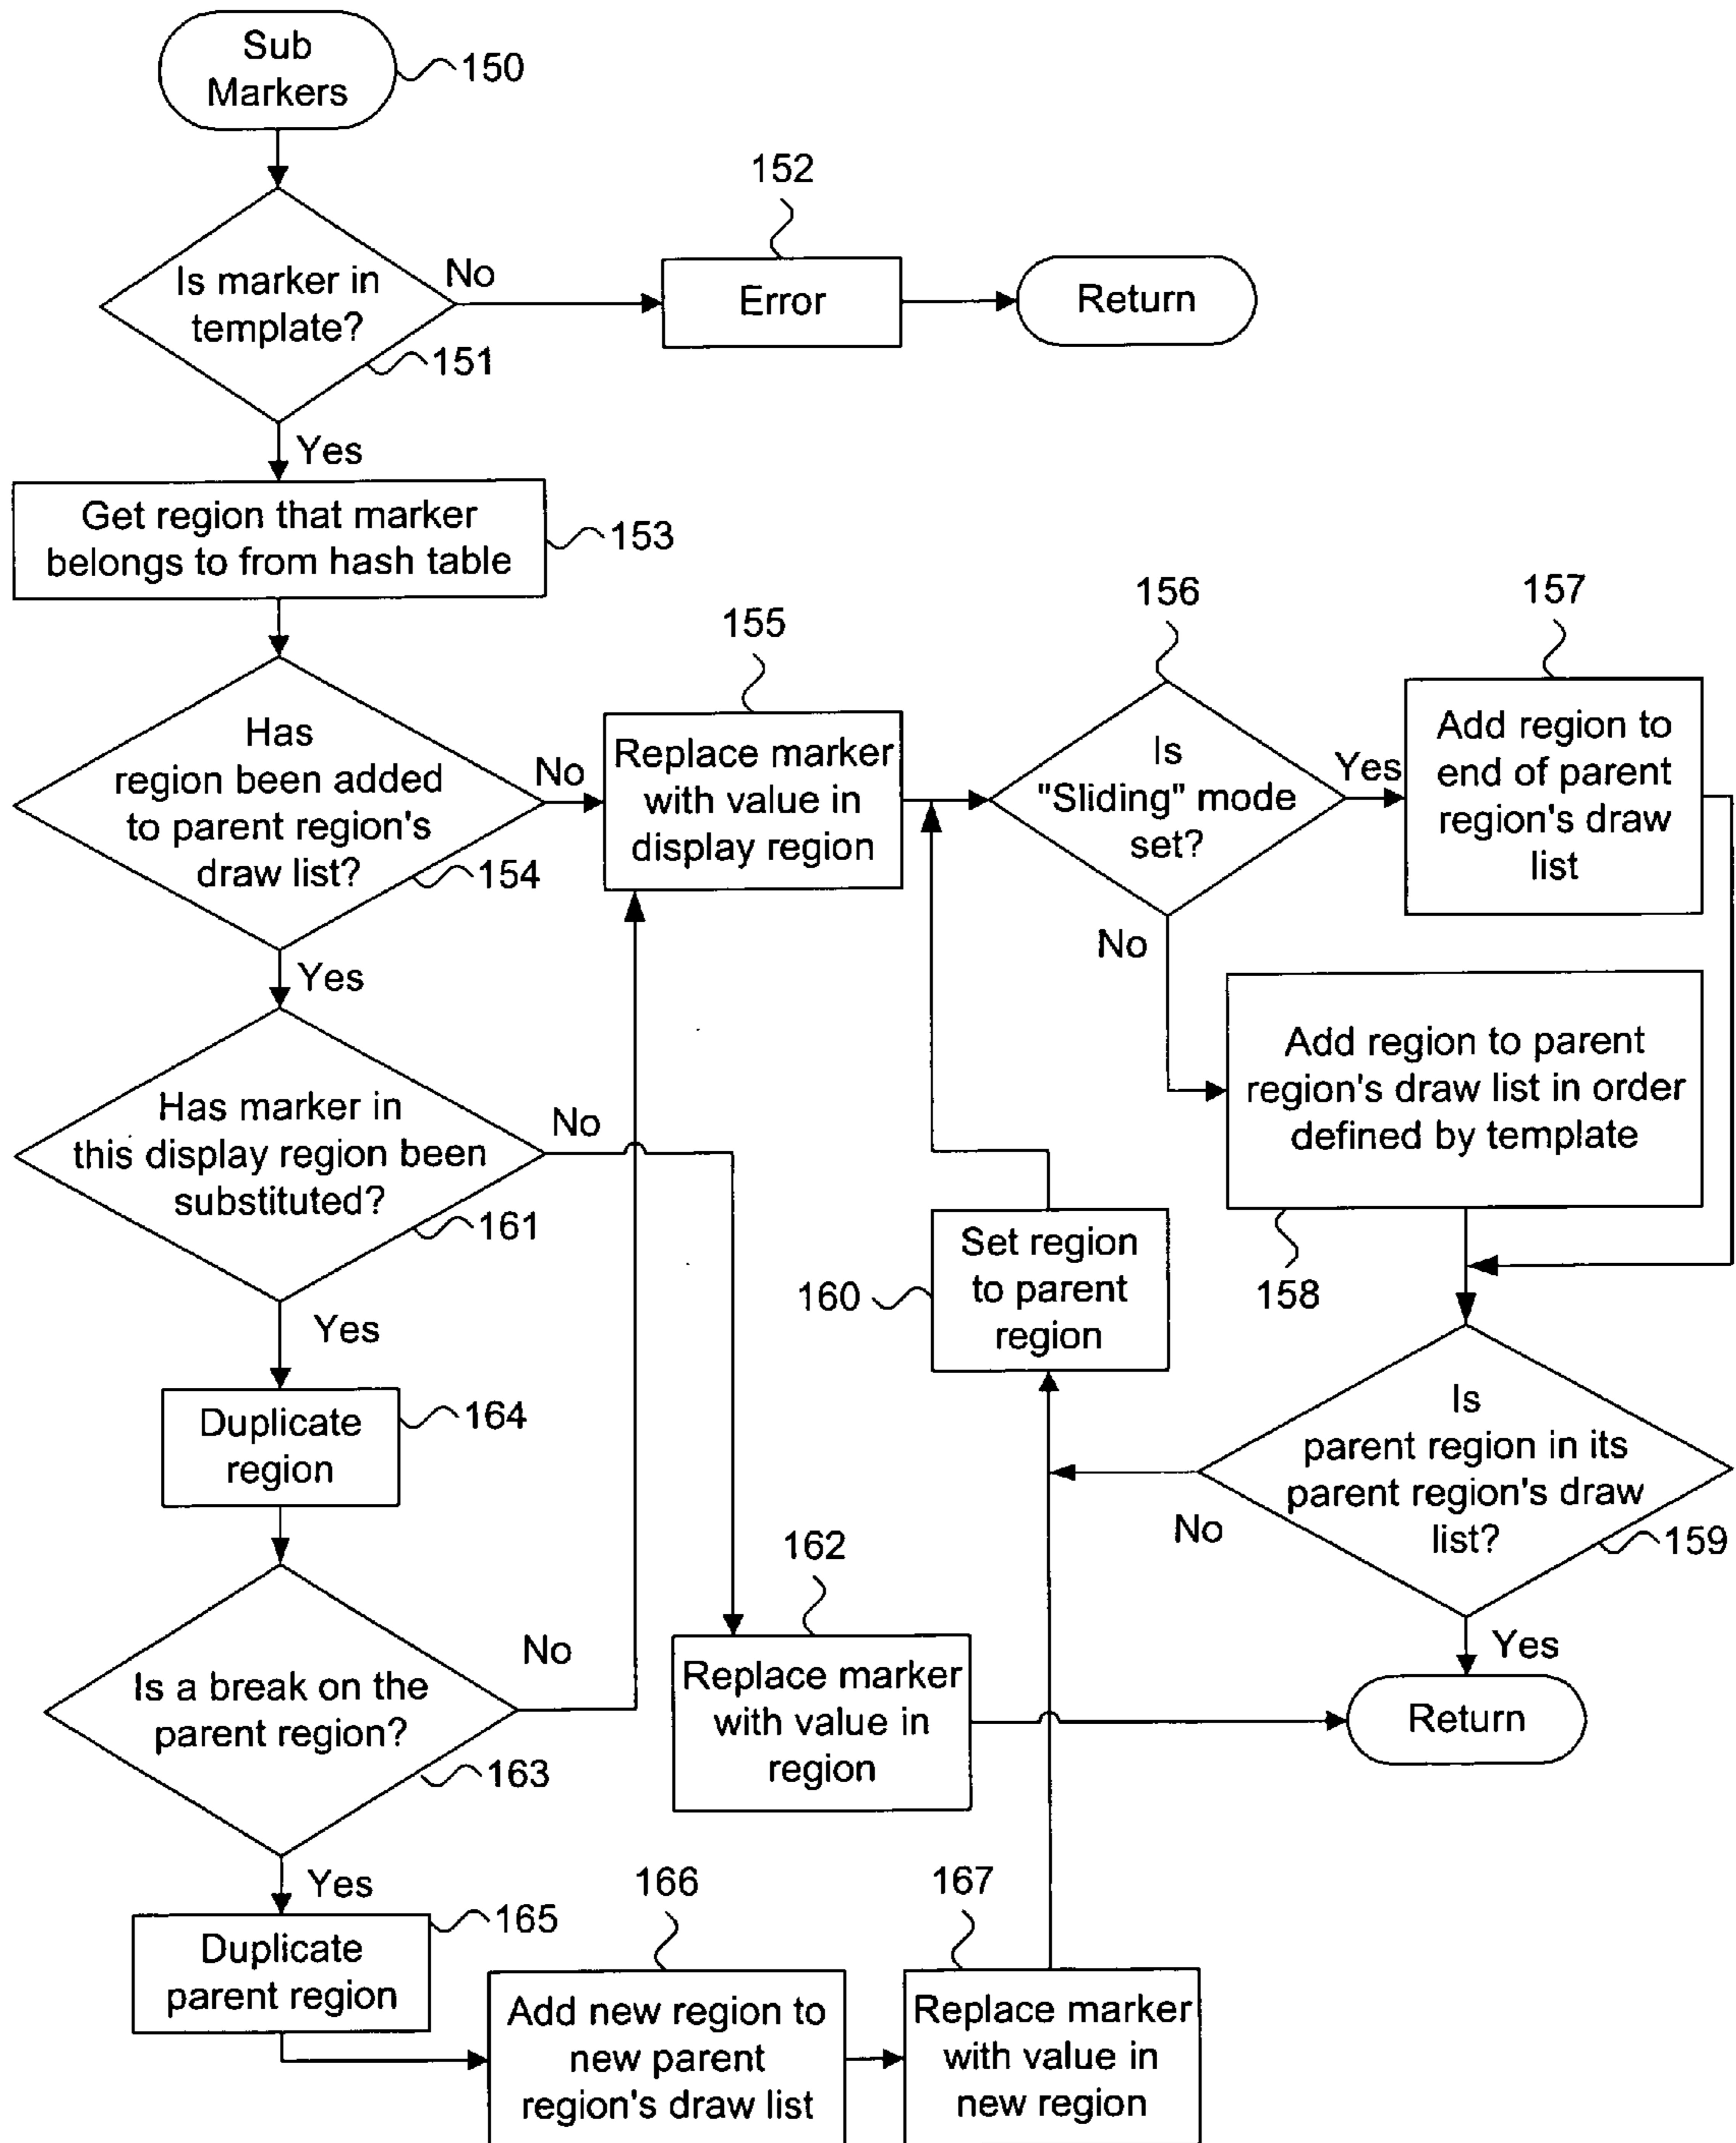 Sub
Markers
150
Is marker in
template?
151
No
152
Error
Return
Yes
Get region that marker
belongs to from hash table
153
Has
region been added
to parent region's
draw list?
154
No
155
Replace marker
with value in
display region
156
Is
"Sliding" mode
set?
Yes
157
Add region to
end of parent
region's draw
list
No
Add region to parent
region's draw list in order
defined by template
158
Yes
Has marker in
this display region been
substituted?
161
No
160
Set region
to parent
region
Is
parent region in its
parent region's draw
list?
159
No
Yes
Return
Yes
Duplicate
region
164
162
Replace marker
with value in
region
Is a break on the
parent region?
163
No
Yes
Duplicate
parent region
165
166
Add new region to
new parent
region's draw list
167
Replace marker
with value in
new region